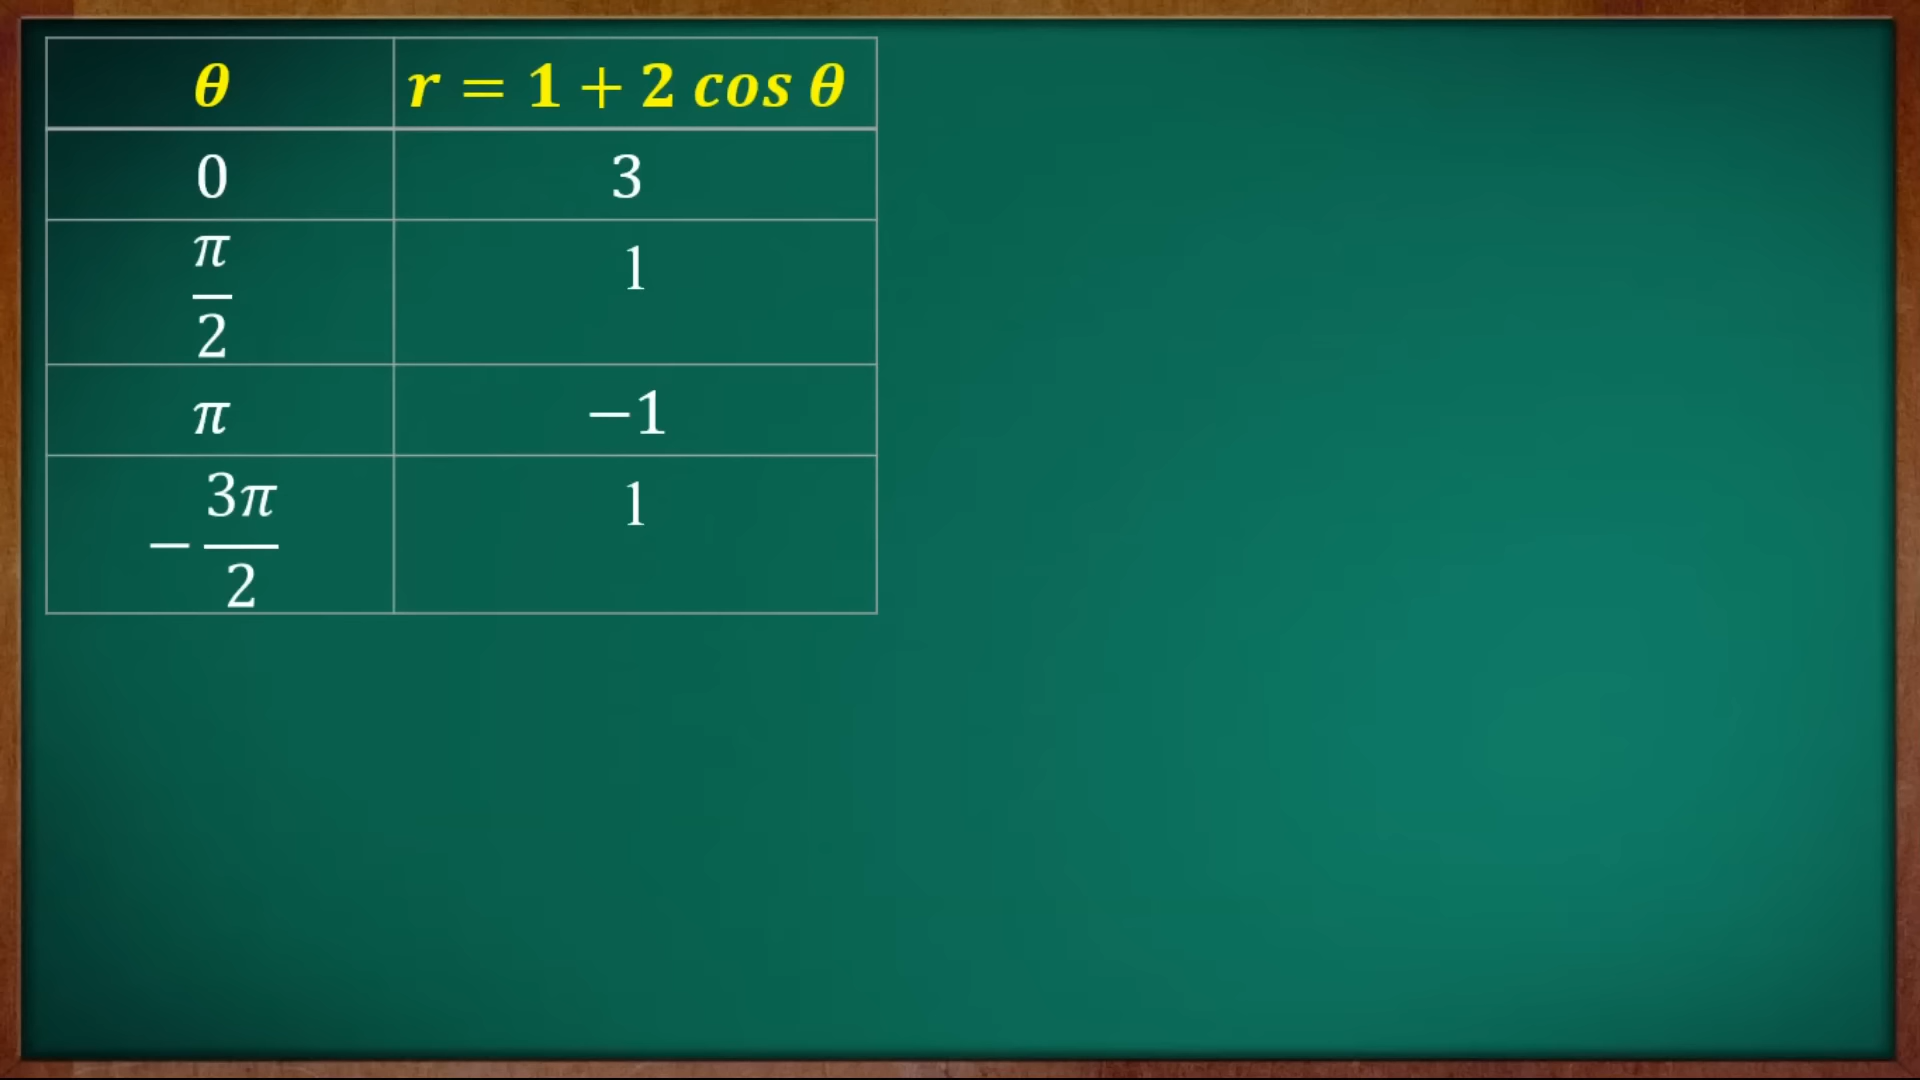 θ r = 1 + 2 cos θ
0 3
π/2 1
π −1
−3π/2 1